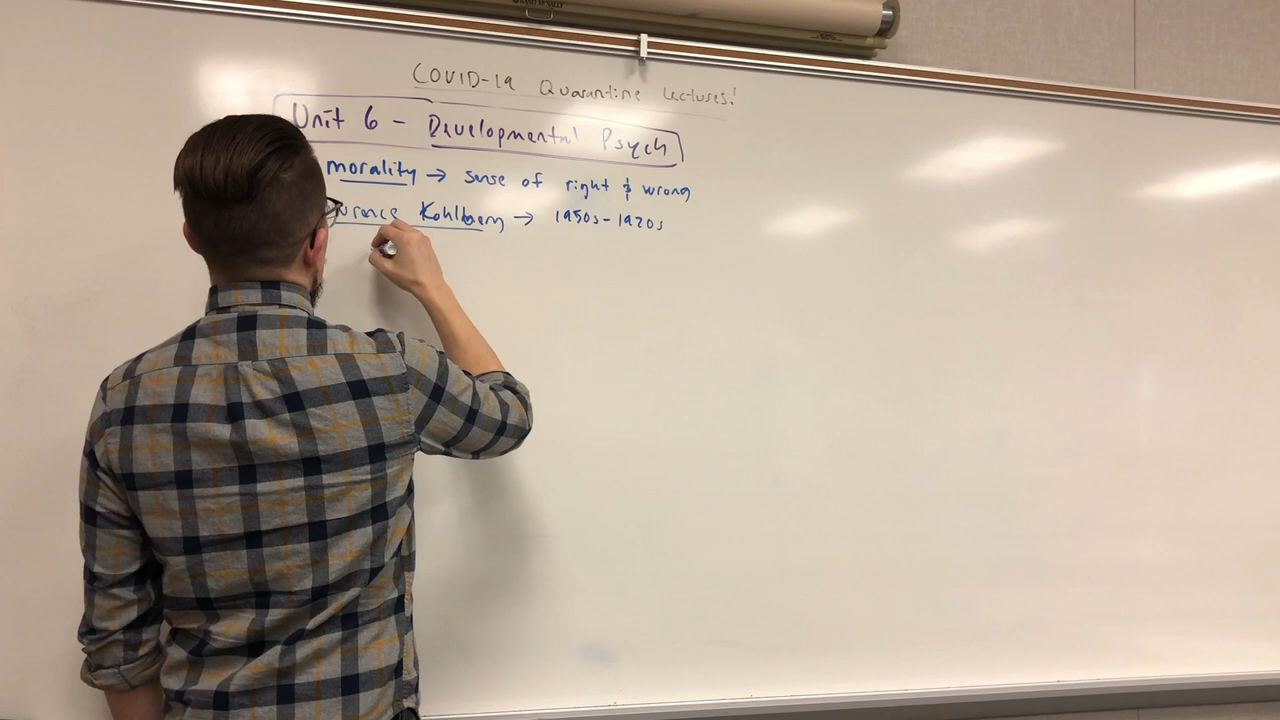 COVID-19 Quarantine Lectures!
Unit 6 - Developmental Psych
morality → sense of right & wrong
Kohlberg → 1950s-1970s